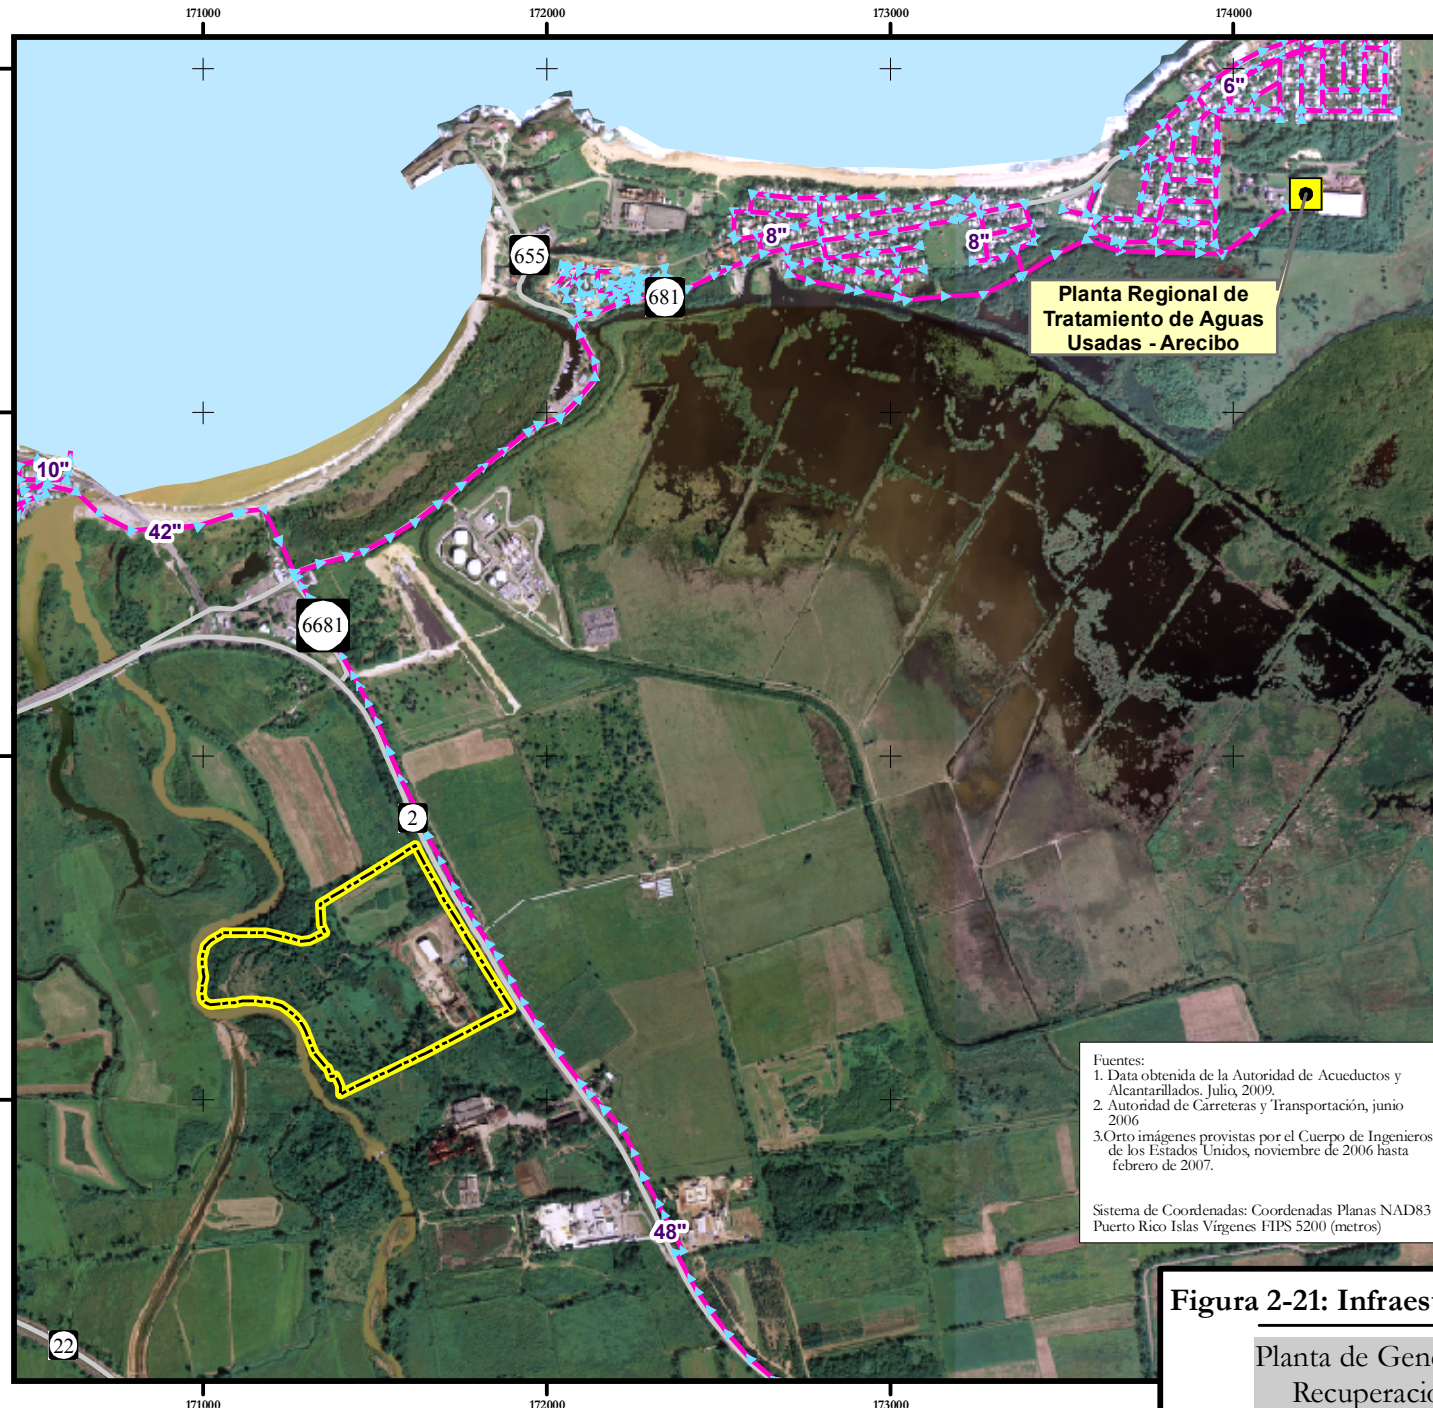 171000
172000
173000
174000
6"
8"
8"
655
681
Planta Regional de
Tratamiento de Aguas
Usadas - Arecibo
10"
42"
6681
2
Fuentes:
1. Data obtenida de la Autoridad de Acueductos y
Alcantarillados. Julio, 2009.
2. Autoridad de Carreteras y Transportación, junio
2006
3.Orto imágenes provistas por el Cuerpo de Ingenieros
de los Estados Unidos, noviembre de 2006 hasta
febrero de 2007.
Sistema de Coordenadas: Coordenadas Planas NAD83
Puerto Rico Islas Vírgenes FIPS 5200 (metros)
48"
22
Figura 2-21: Infraes
Planta de Gen
Recuperaci
171000
172000
173000